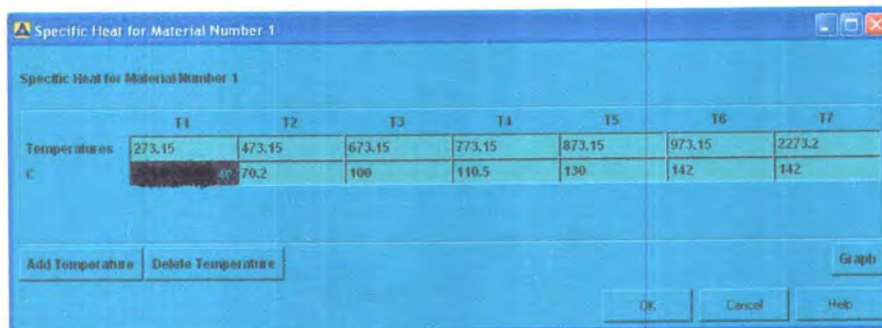 Specific Heat for Material Number 1
Specific Heat for Material Number 1
T1 T2 T3 T4 T5 T6 T7
Temperatures 273.15 473.15 673.15 773.15 873.15 973.15 2273.2
C 70.2 100 110.5 130 142 142
Add Temperature Delete Temperature Graph
OK Cancel Help